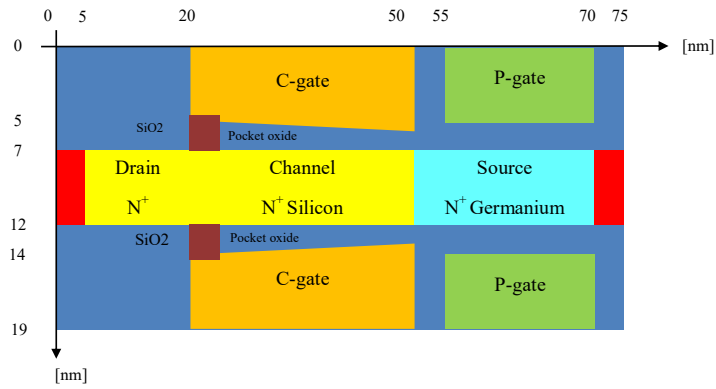 0 5 20 50 55 70 75
[nm]
0
C-gate P-gate
5
SiO2
Pocket oxide
7
Drain Channel Source
N+ N+ Silicon N+ Germanium
12
SiO2 Pocket oxide
14
C-gate P-gate
19
[nm]